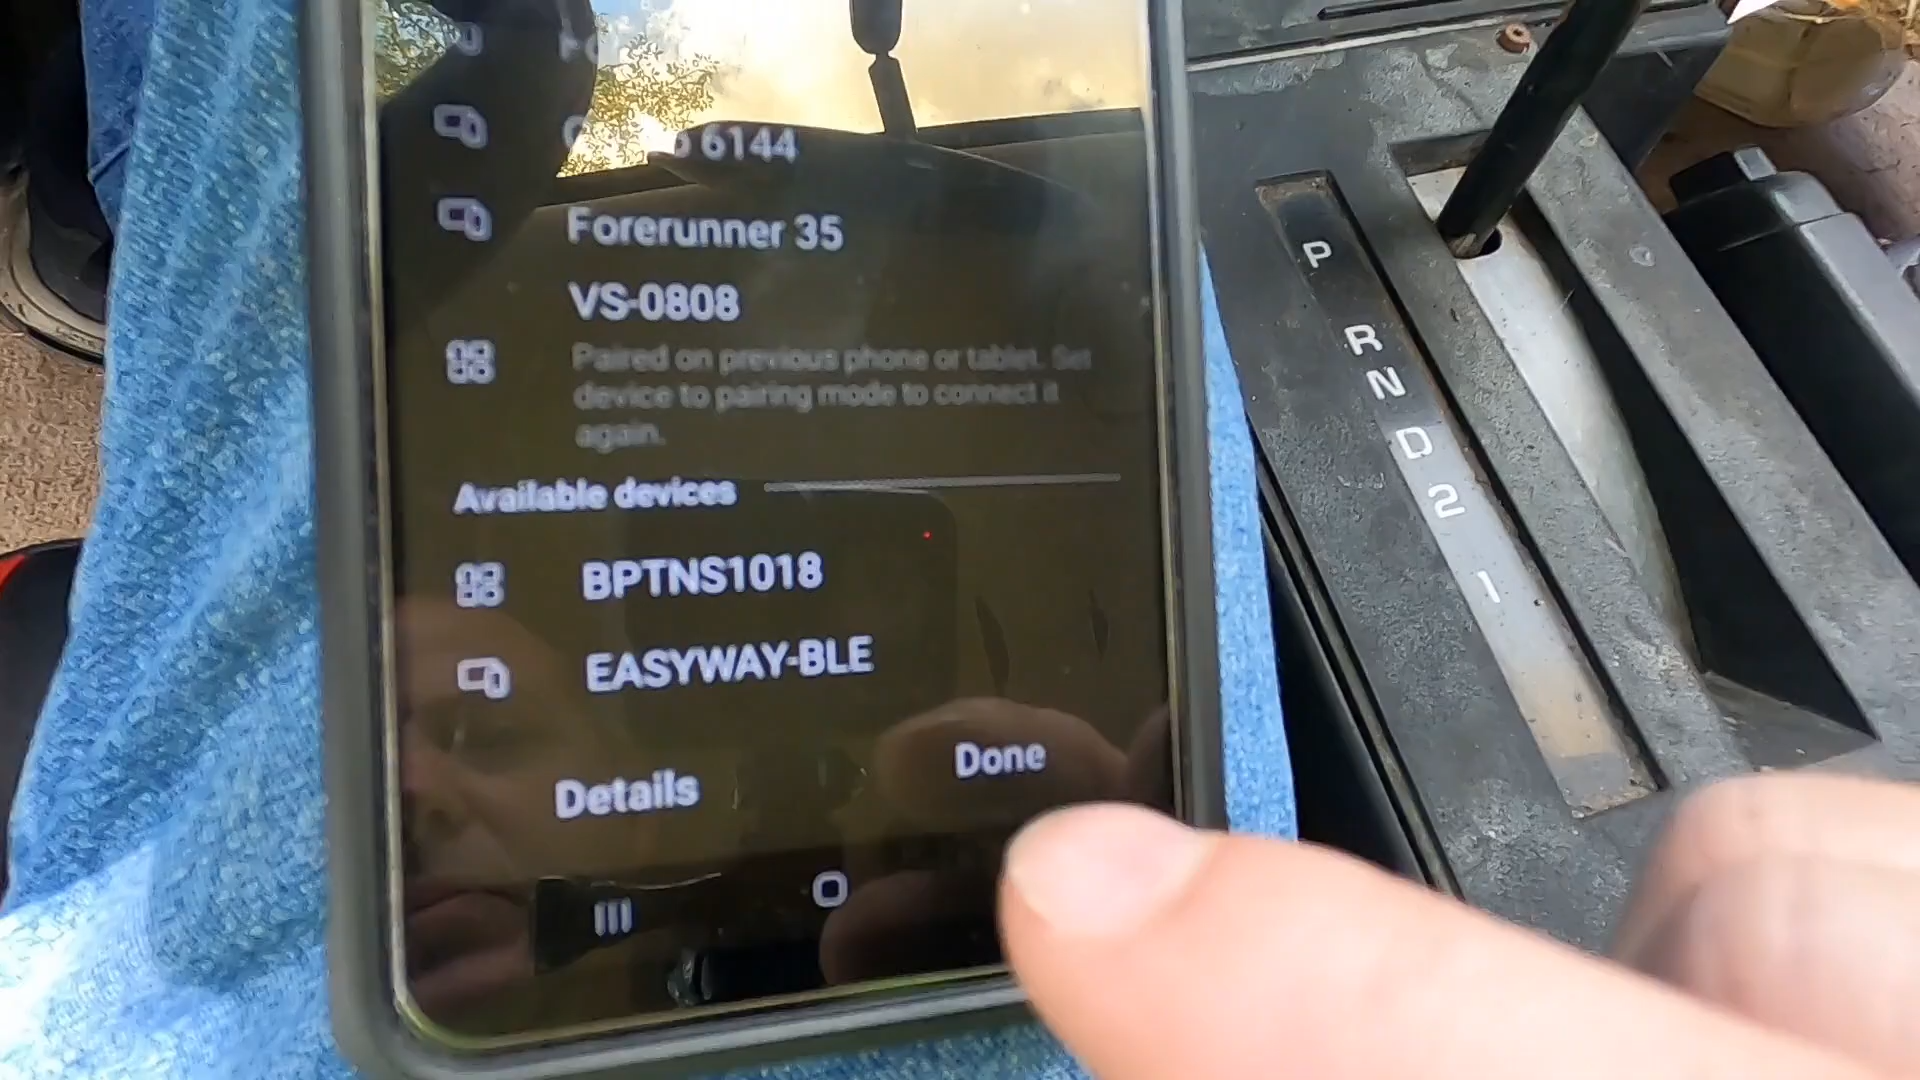 6144
Forerunner 35
VS-0808
Paired on previous phone or tablet. Set
device to pairing mode to connect it
again.
Available devices
BPTNS1018
EASYWAY-BLE
Details
Done
P
R
N
D
2
1